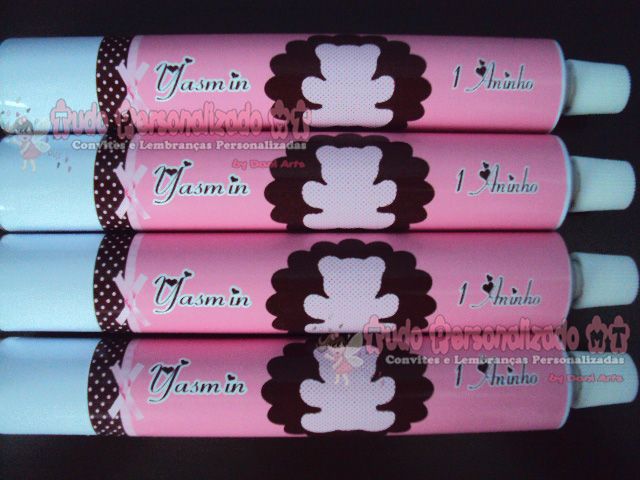 Yasmin 1 Aninho
Tudo Personalizado MT
Convites e Lembranças Personalizadas
by Dani Arts
Yasmin 1 Aninho
Yasmin 1 Aninho
Tudo Personalizado MT
Convites e Lembranças Personalizadas
by Dani Arts
Yasmin 1 Aninho